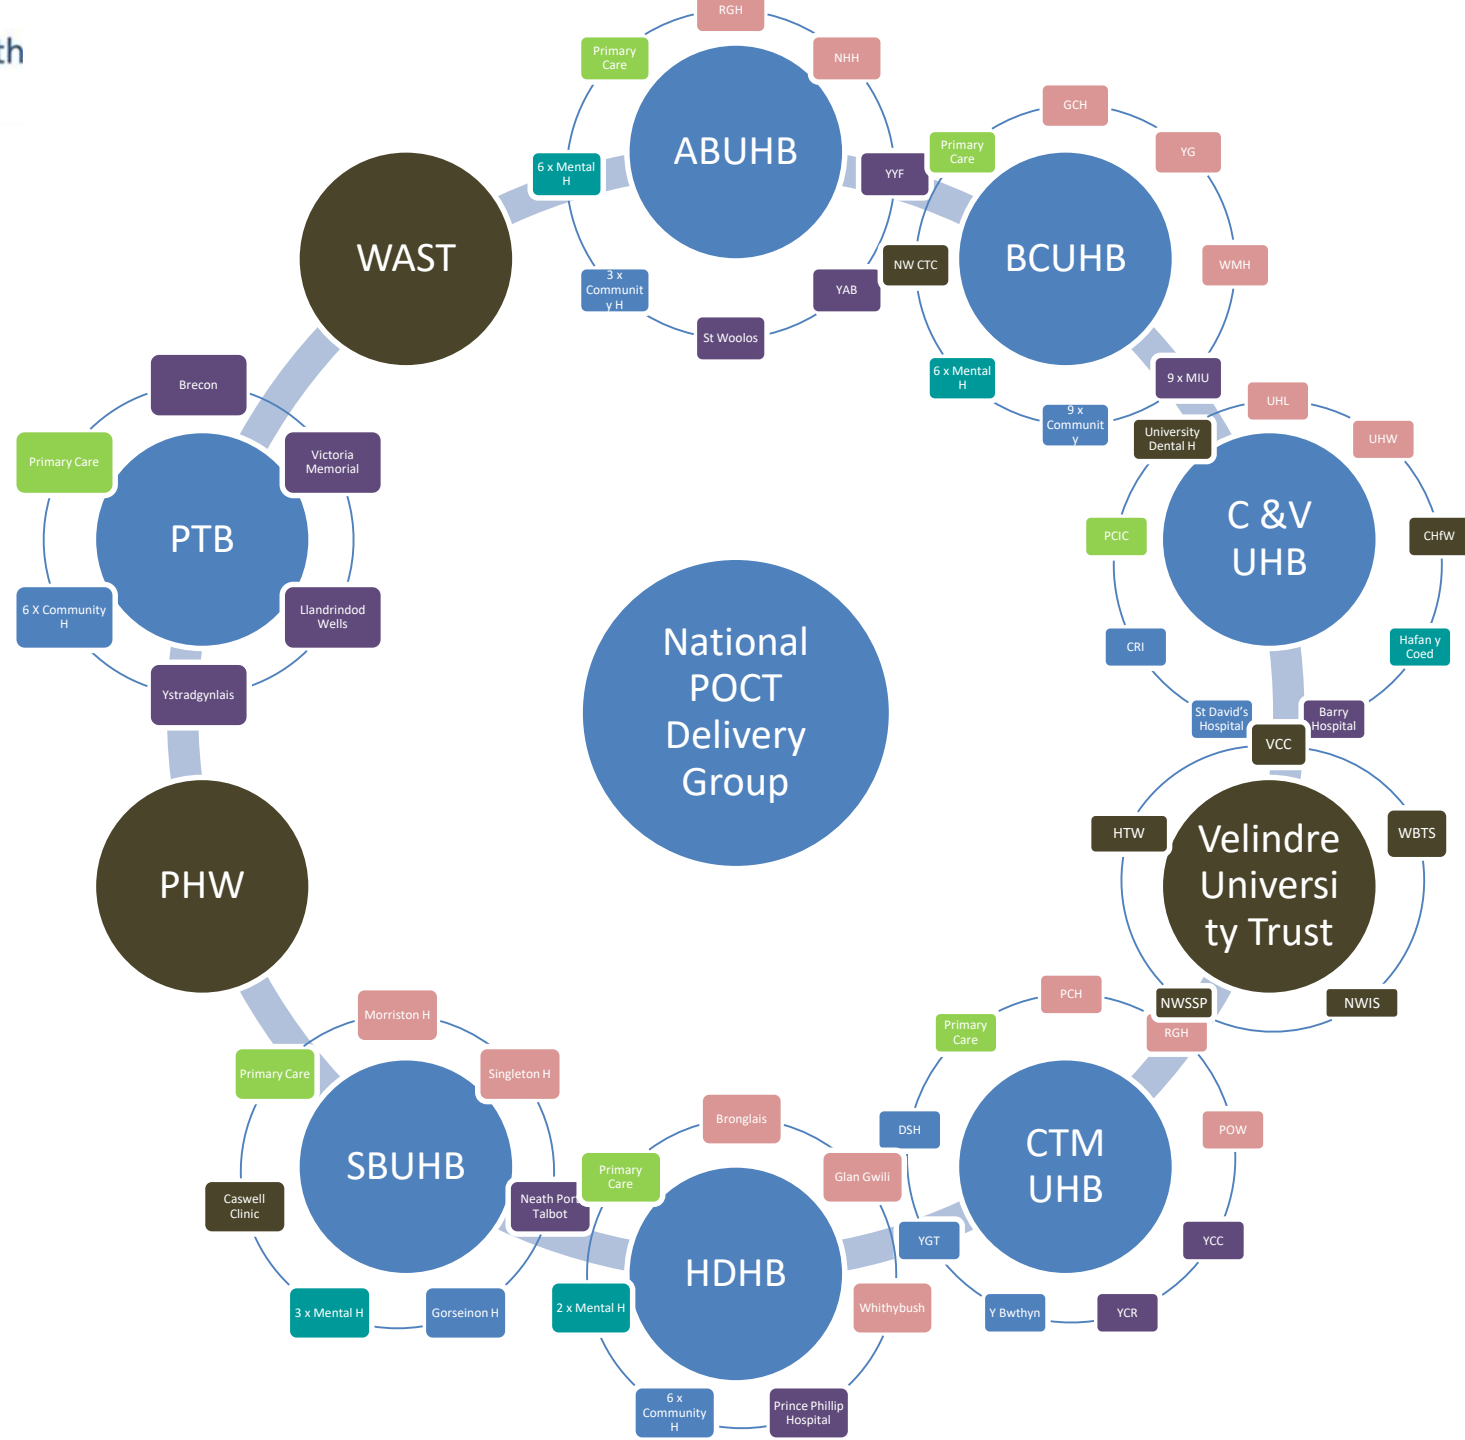 th
RGH
Primary
Care
NHH
ABUHB
6 x Mental
H
YYF
3 x
Communit
y H
YAB
St Woolos
GCH
Primary
Care
YG
BCUHB
NW CTC
WMH
6 x Mental
H
9 x MIU
9 x
Communit
y
WAST
UHL
University
Dental H
UHW
C &V
UHB
PCIC
CHfW
CRI
Hafan y
Coed
St David's
Hospital
Barry
Hospital
Brecon
Primary Care
Victoria
Memorial
PTB
6 X Community
H
Llandrindod
Wells
Ystradgynlais
National
POCT
Delivery
Group
VCC
HTW
WBTS
Velindre
Universi
ty Trust
NWSSP
NWIS
PHW
PCH
Primary
Care
RGH
DSH
POW
CTM
UHB
YGT
YCC
Y Bwthyn
YCR
Morriston H
Primary Care
Singleton H
SBUHB
Caswell
Clinic
Neath Port
Talbot
3 x Mental H
Gorseinon H
Bronglais
Primary
Care
Glan Gwili
HDHB
2 x Mental H
Whithybush
6 x
Community
H
Prince Phillip
Hospital